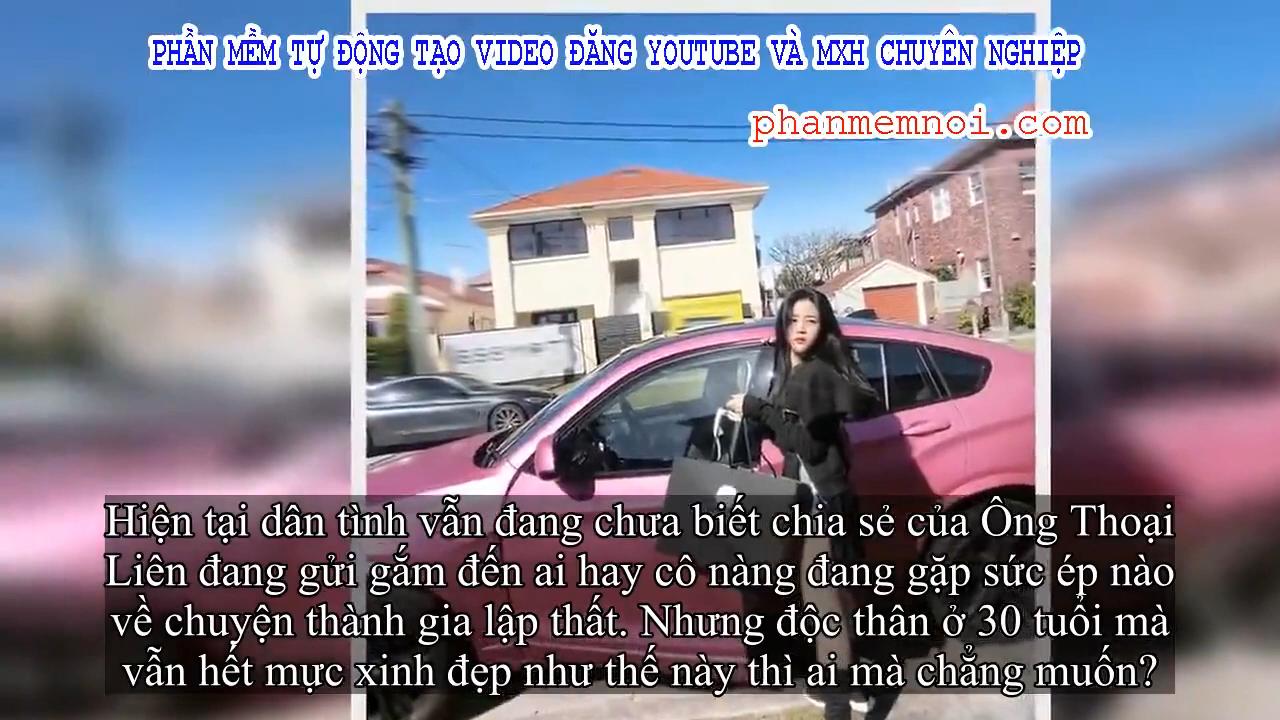 PHẦN MỀM TỰ ĐỘNG TẠO VIDEO ĐĂNG YOUTUBE VÀ MXH CHUYÊN NGHIỆP
phanmemnoi.com
Hiện tại dân tình vẫn đang chưa biết chia sẻ của Ông Thoại
Liên đang gửi gắm đến ai hay cô nàng đang gặp sức ép nào
về chuyện thành gia lập thất. Nhưng độc thân ở 30 tuổi mà
vẫn hết mực xinh đẹp như thế này thì ai mà chẳng muốn?